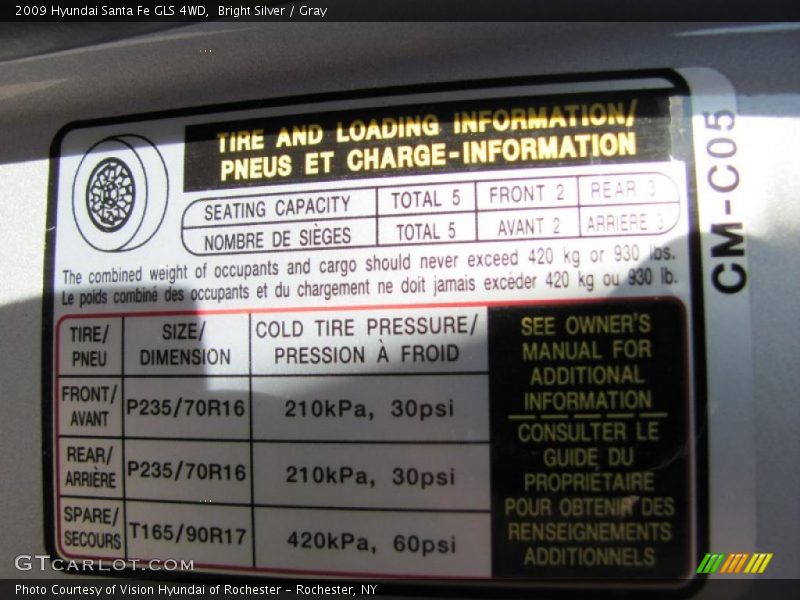 2009 Hyundai Santa Fe GLS 4WD,  Bright Silver / Gray
TIRE AND LOADING INFORMATION/
PNEUS ET CHARGE-INFORMATION
SEATING CAPACITY TOTAL 5 FRONT 2 REAR 3
NOMBRE DE SIÈGES TOTAL 5 AVANT 2 ARRIERE 3
The combined weight of occupants and cargo should never exceed 420 kg or 930 lbs.
Le poids combiné des occupants et du chargement ne doit jamais excéder 420 kg ou 930 lb.
CM-C05
TIRE/
PNEU
SIZE/
DIMENSION
COLD TIRE PRESSURE/
PRESSION À FROID
FRONT/
AVANT
P235/70R16
210kPa, 30psi
REAR/
ARRIÈRE
P235/70R16
210kPa, 30psi
SPARE/
SECOURS
T165/90R17
420kPa, 60psi
SEE OWNER'S
MANUAL FOR
ADDITIONAL
INFORMATION
CONSULTER LE
GUIDE DU
PROPRIÉTAIRE
POUR OBTENIR DES
RENSEIGNEMENTS
ADDITIONNELS
GTCARLOT.COM
Photo Courtesy of Vision Hyundai of Rochester – Rochester, NY